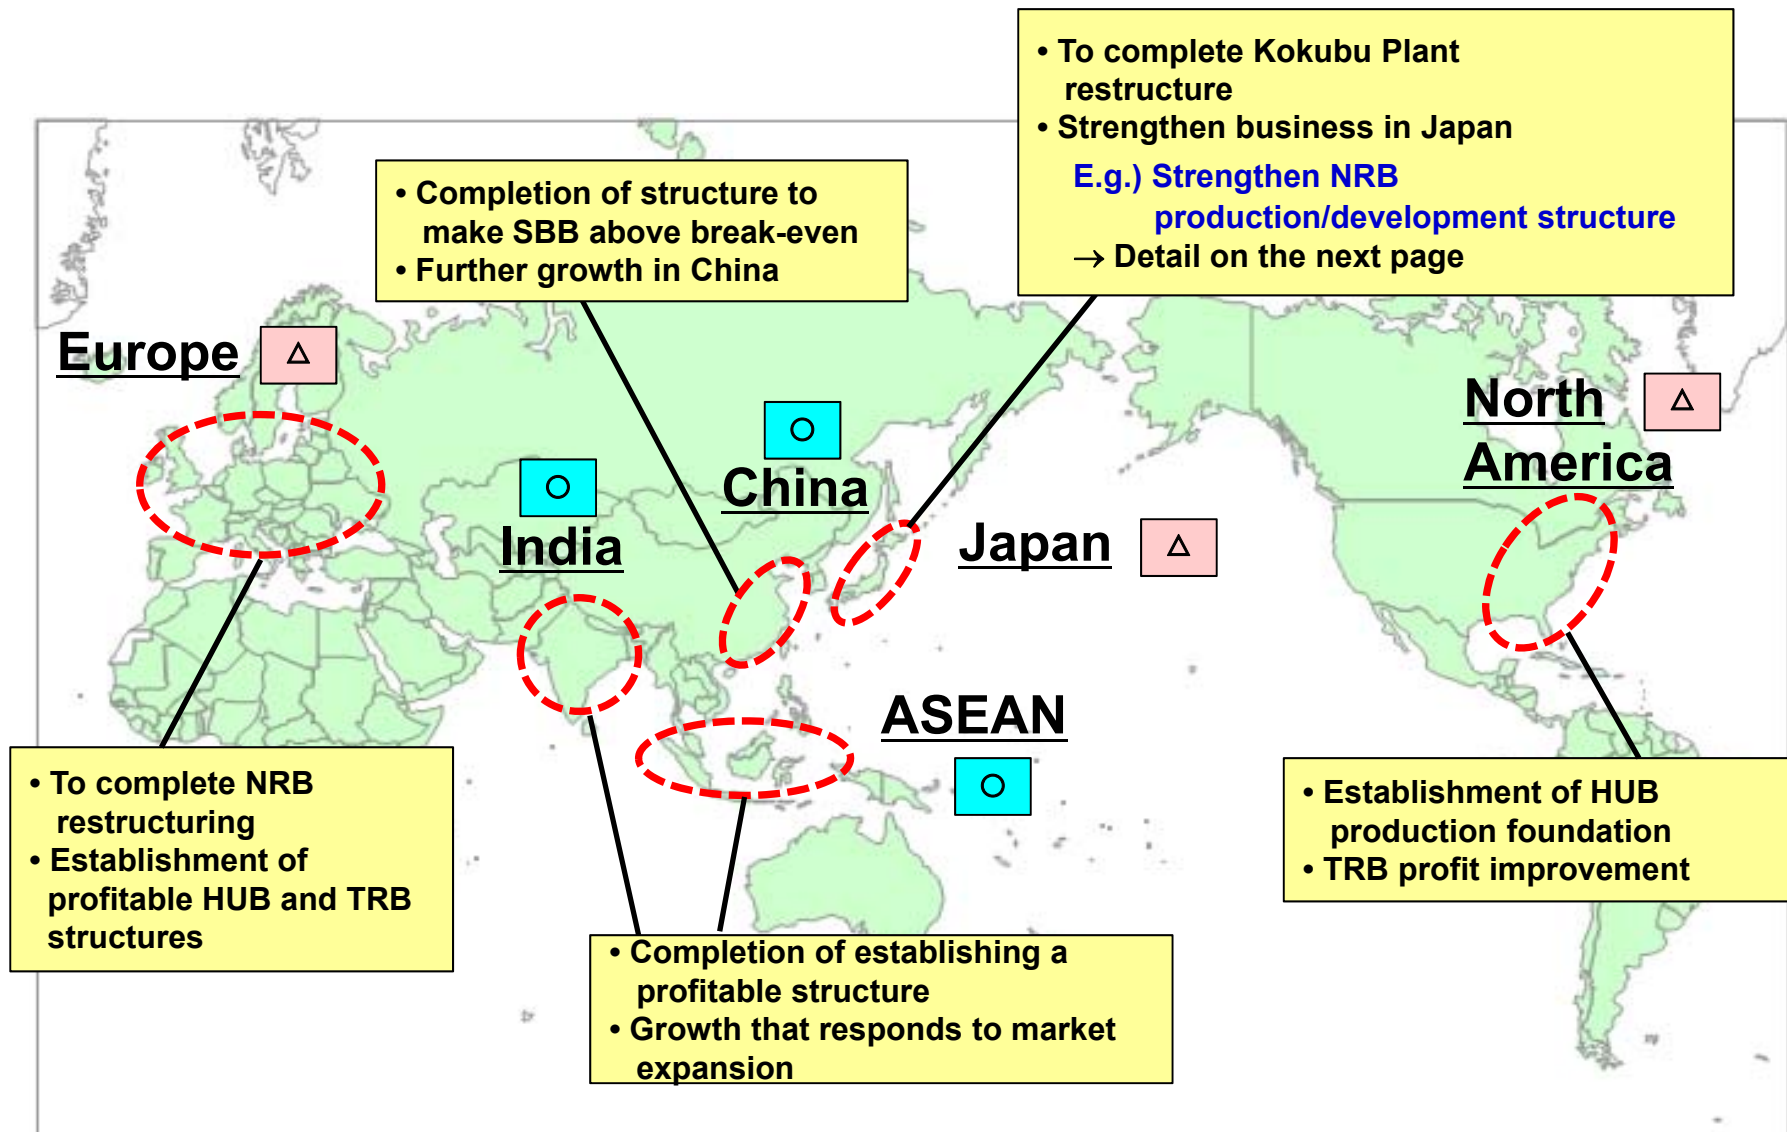 • To complete Kokubu Plant
restructure
• Strengthen business in Japan
E.g.) Strengthen NRB
production/development structure
→ Detail on the next page
• Completion of structure to
make SBB above break-even
• Further growth in China
Europe △
North △
America
○
China
○
India
Japan △
ASEAN
○
• To complete NRB
restructuring
• Establishment of
profitable HUB and TRB
structures
• Establishment of HUB
production foundation
• TRB profit improvement
• Completion of establishing a
profitable structure
• Growth that responds to market
expansion